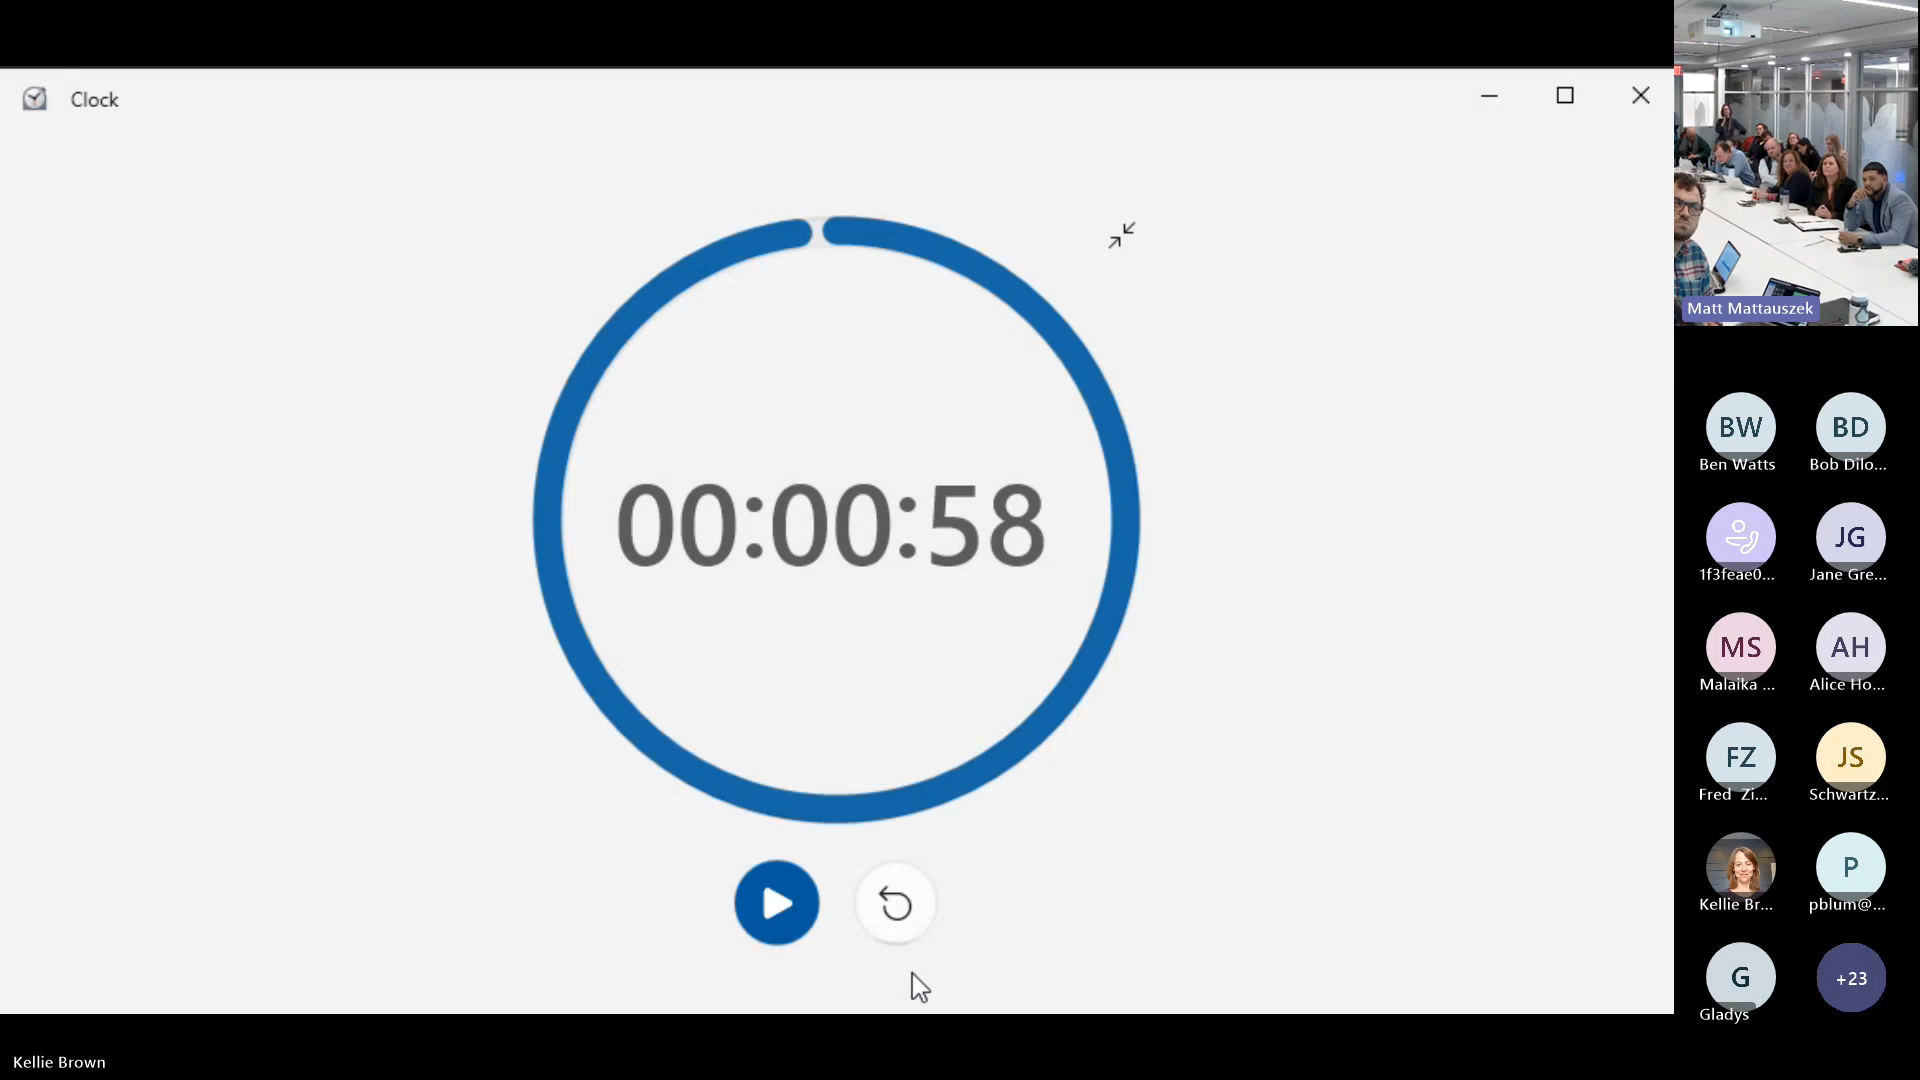 Clock
00:00:58
Matt Mattauszek
BW
Ben Watts
BD
Bob Dilo...
1f3feae0...
JG
Jane Gre...
MS
Malaika ...
AH
Alice Ho...
FZ
Fred Zi...
JS
Schwartz...
Kellie Br...
P
pblum@...
G
Gladys
+23
Kellie Brown